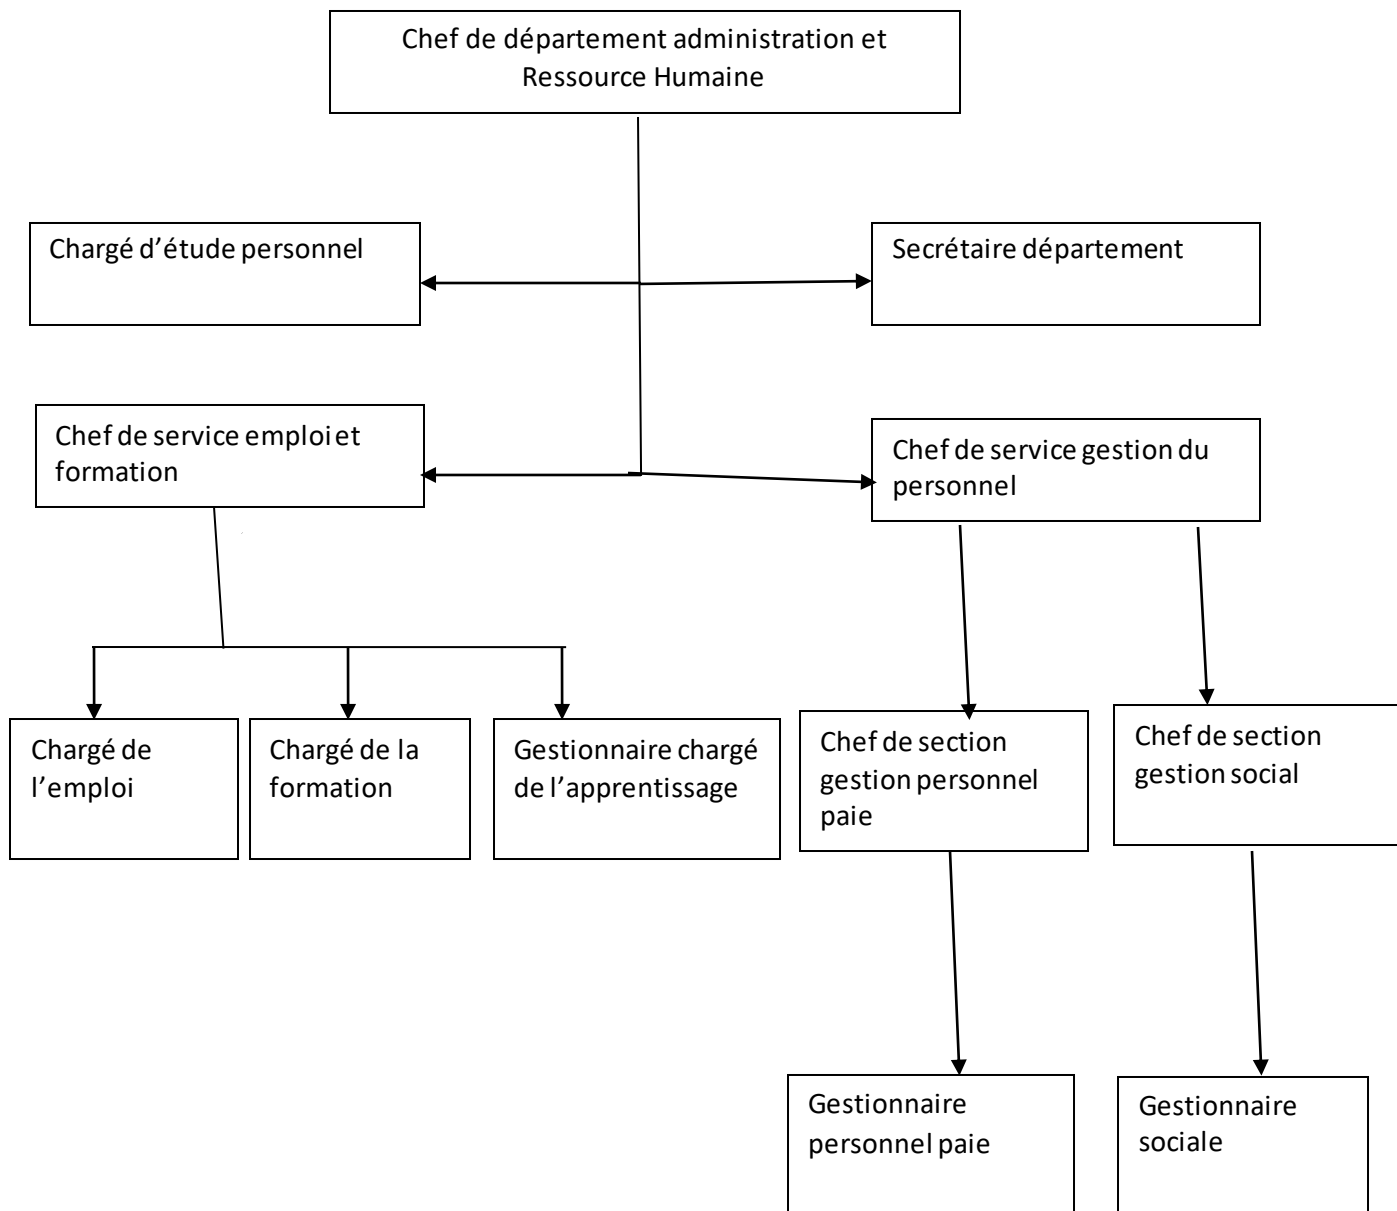 Chef de département administration et
Ressource Humaine
Chargé d'étude personnel
Secrétaire département
Chef de service emploi et
formation
Chef de service gestion du
personnel
Chargé de
l'emploi
Chargé de la
formation
Gestionnaire chargé
de l'apprentissage
Chef de section
gestion personnel
paie
Chef de section
gestion social
Gestionnaire
personnel paie
Gestionnaire
sociale